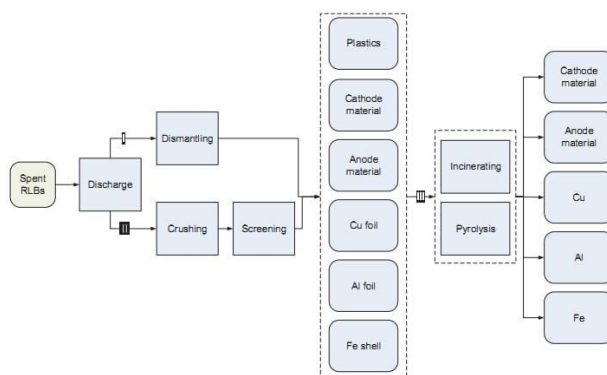 Spent
RLBs
Discharge
Dismantling
Crushing
Screening
Plastics
Cathode
material
Anode
material
Cu foil
Al foil
Fe shell
Incinerating
Pyrolysis
Cathode
material
Anode
material
Cu
Al
Fe